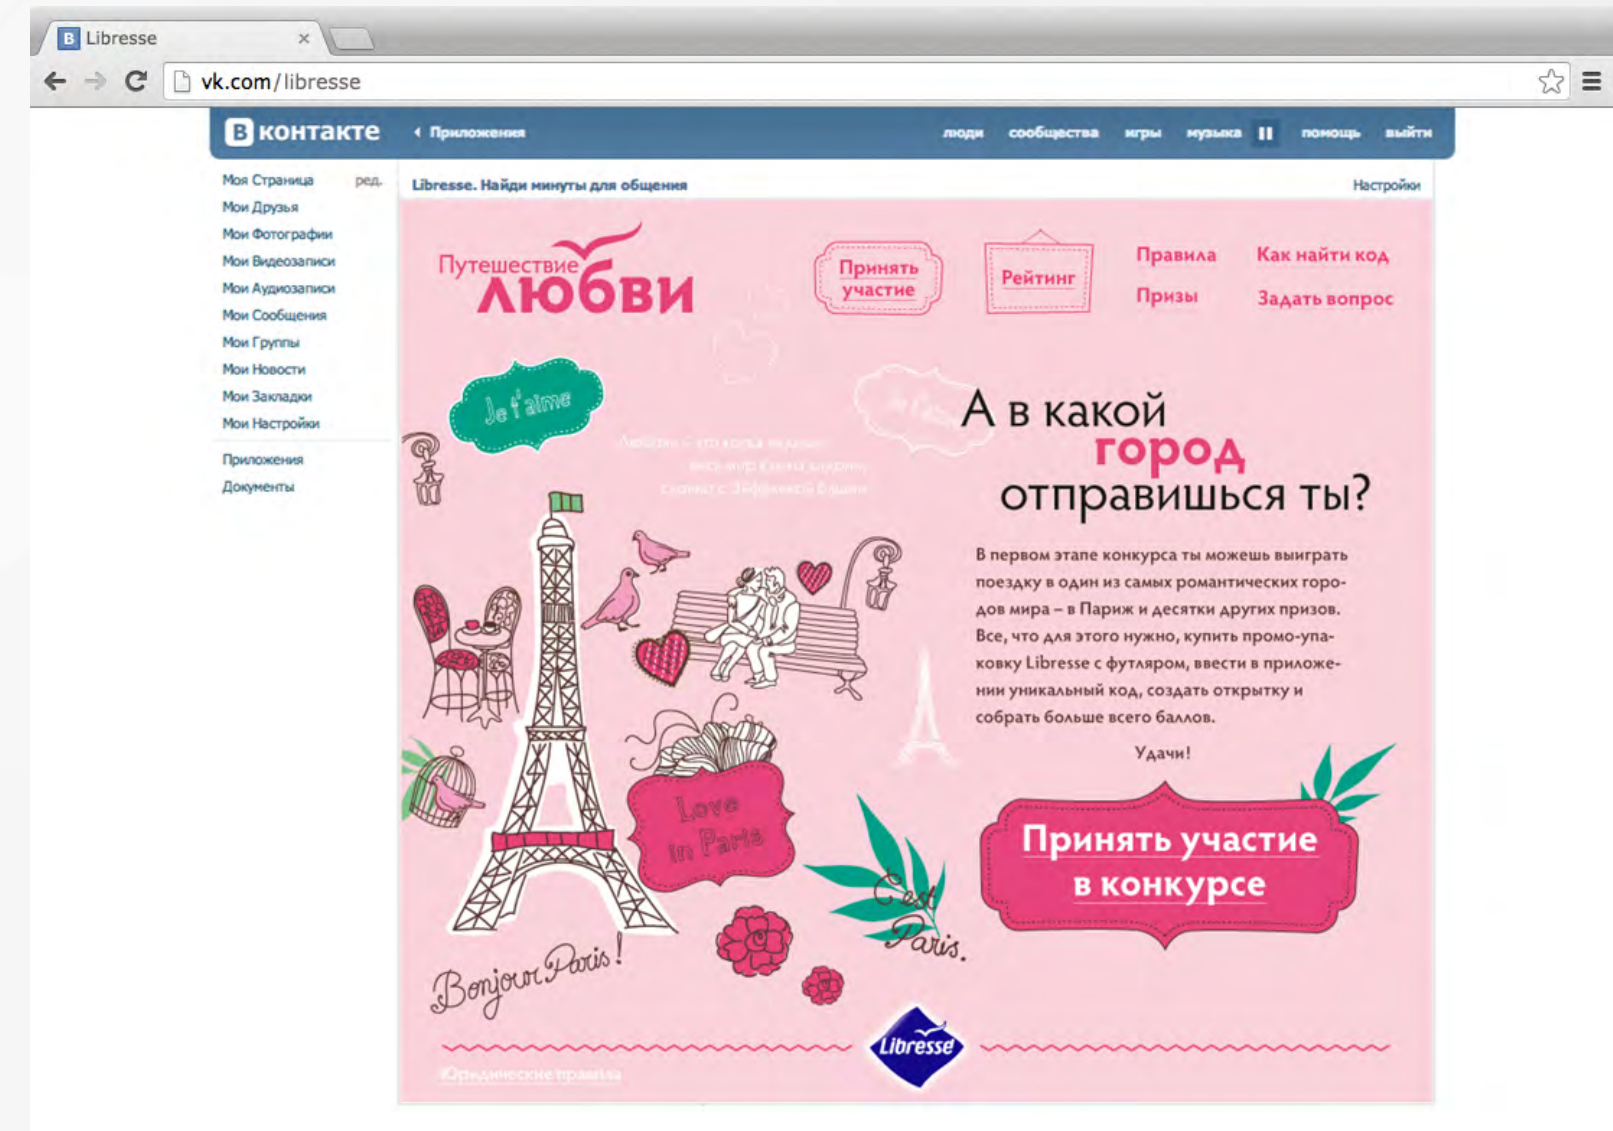 Libresse
vk.com/libresse
В контакте
Приложения
люди сообщества игры музыка помощь выйти
Моя Страница ред.
Мои Друзья
Мои Фотографии
Мои Видеозаписи
Мои Аудиозаписи
Мои Сообщения
Мои Группы
Мои Новости
Мои Закладки
Мои Настройки
Приложения
Документы
Libresse. Найди минуты для общения
Настройки
Путешествие
любви
Принять
участие
Рейтинг
Правила
Призы
Как найти код
Задать вопрос
Je t'aime
А в какой
город
отправишься ты?
В первом этапе конкурса ты можешь выиграть
поездку в один из самых романтических горо-
дов мира – в Париж и десятки других призов.
Все, что для этого нужно, купить промо-упа-
ковку Libresse с футляром, ввести в приложе-
нии уникальный код, создать открытку и
собрать больше всего баллов.
Удачи!
Принять участие
в конкурсе
Love
in Paris
C'est
Paris.
Bonjour Paris!
Libresse
Юридические правила